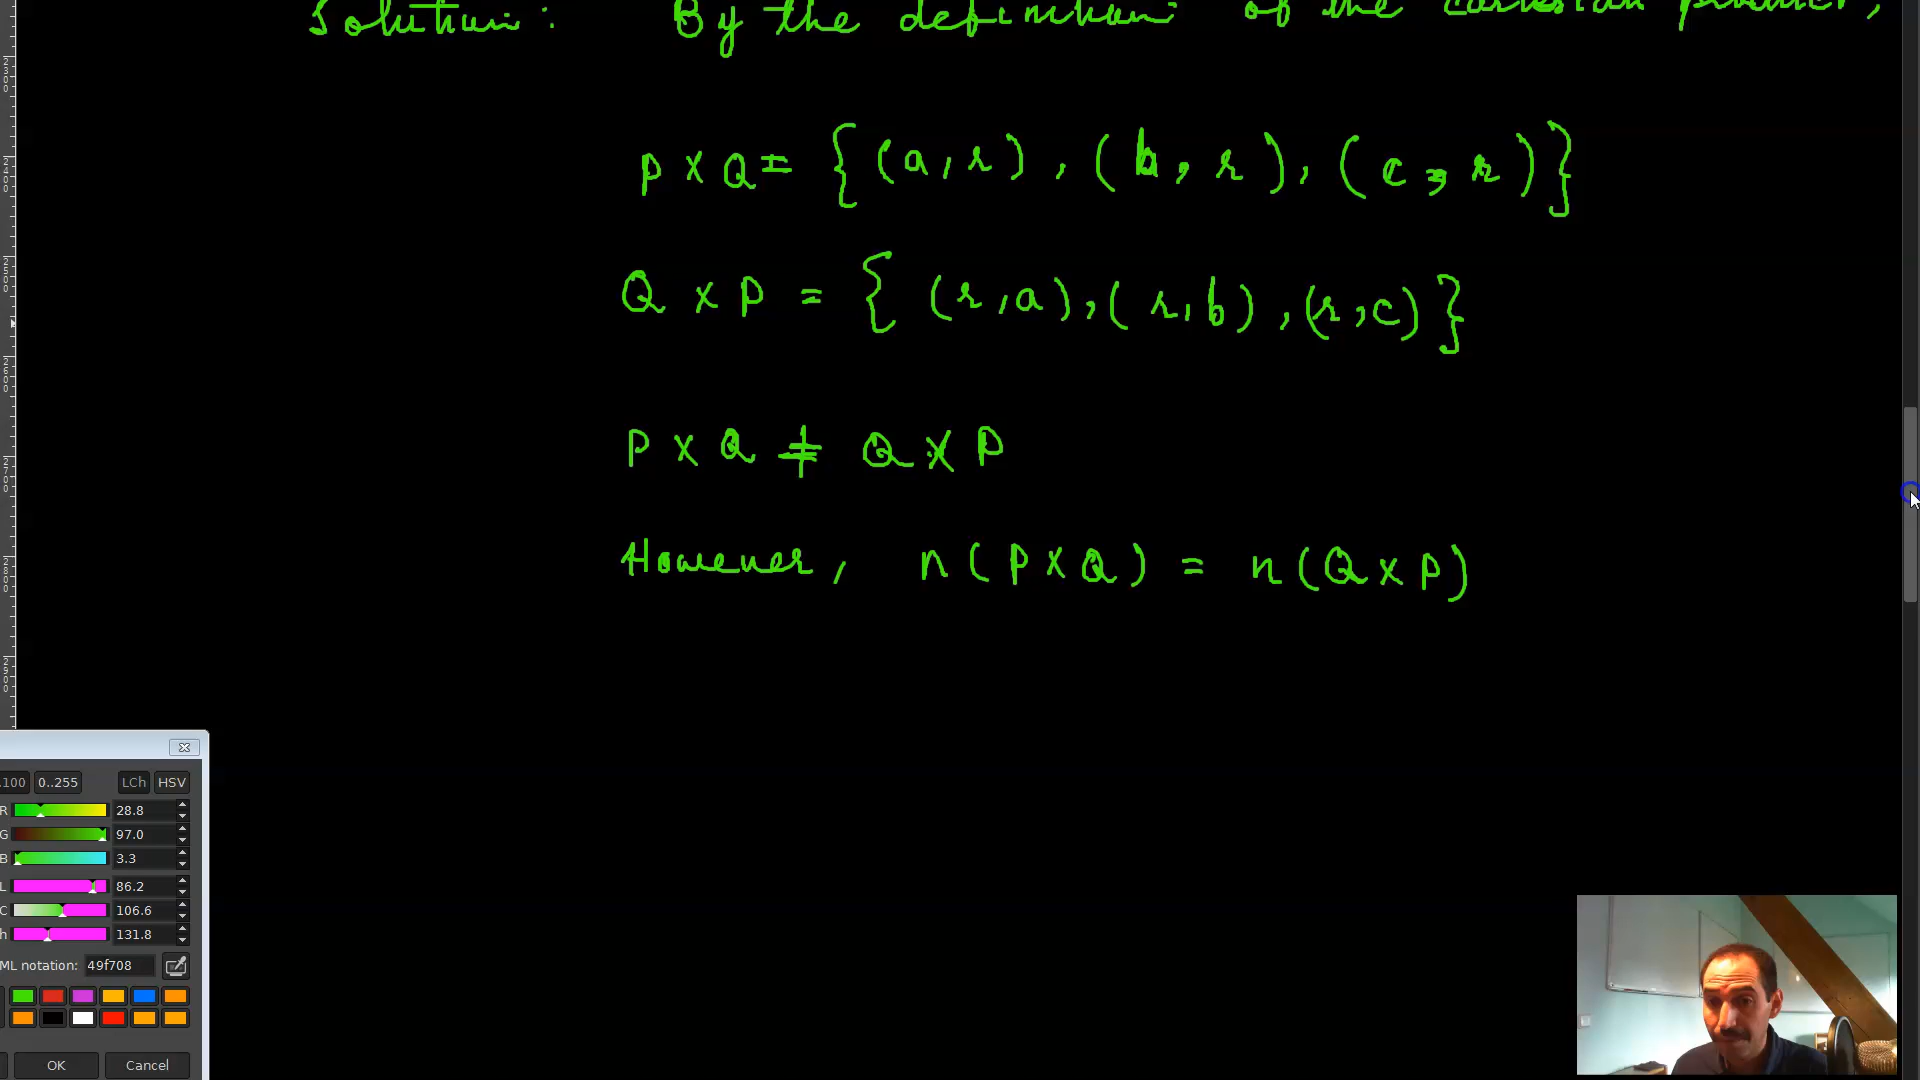 Solution: By the definition of the cartesian product,
P X Q = {(a, r), (b, r), (c, r)}
Q X P = {(r, a), (r, b), (r, c)}
P X Q ≠ Q X P
However, n(P X Q) = n(Q X P)
.100 0..255 LCh HSV
R 28.8
G 97.0
B 3.3
L 86.2
C 106.6
h 131.8
ML notation: 49f708
OK Cancel